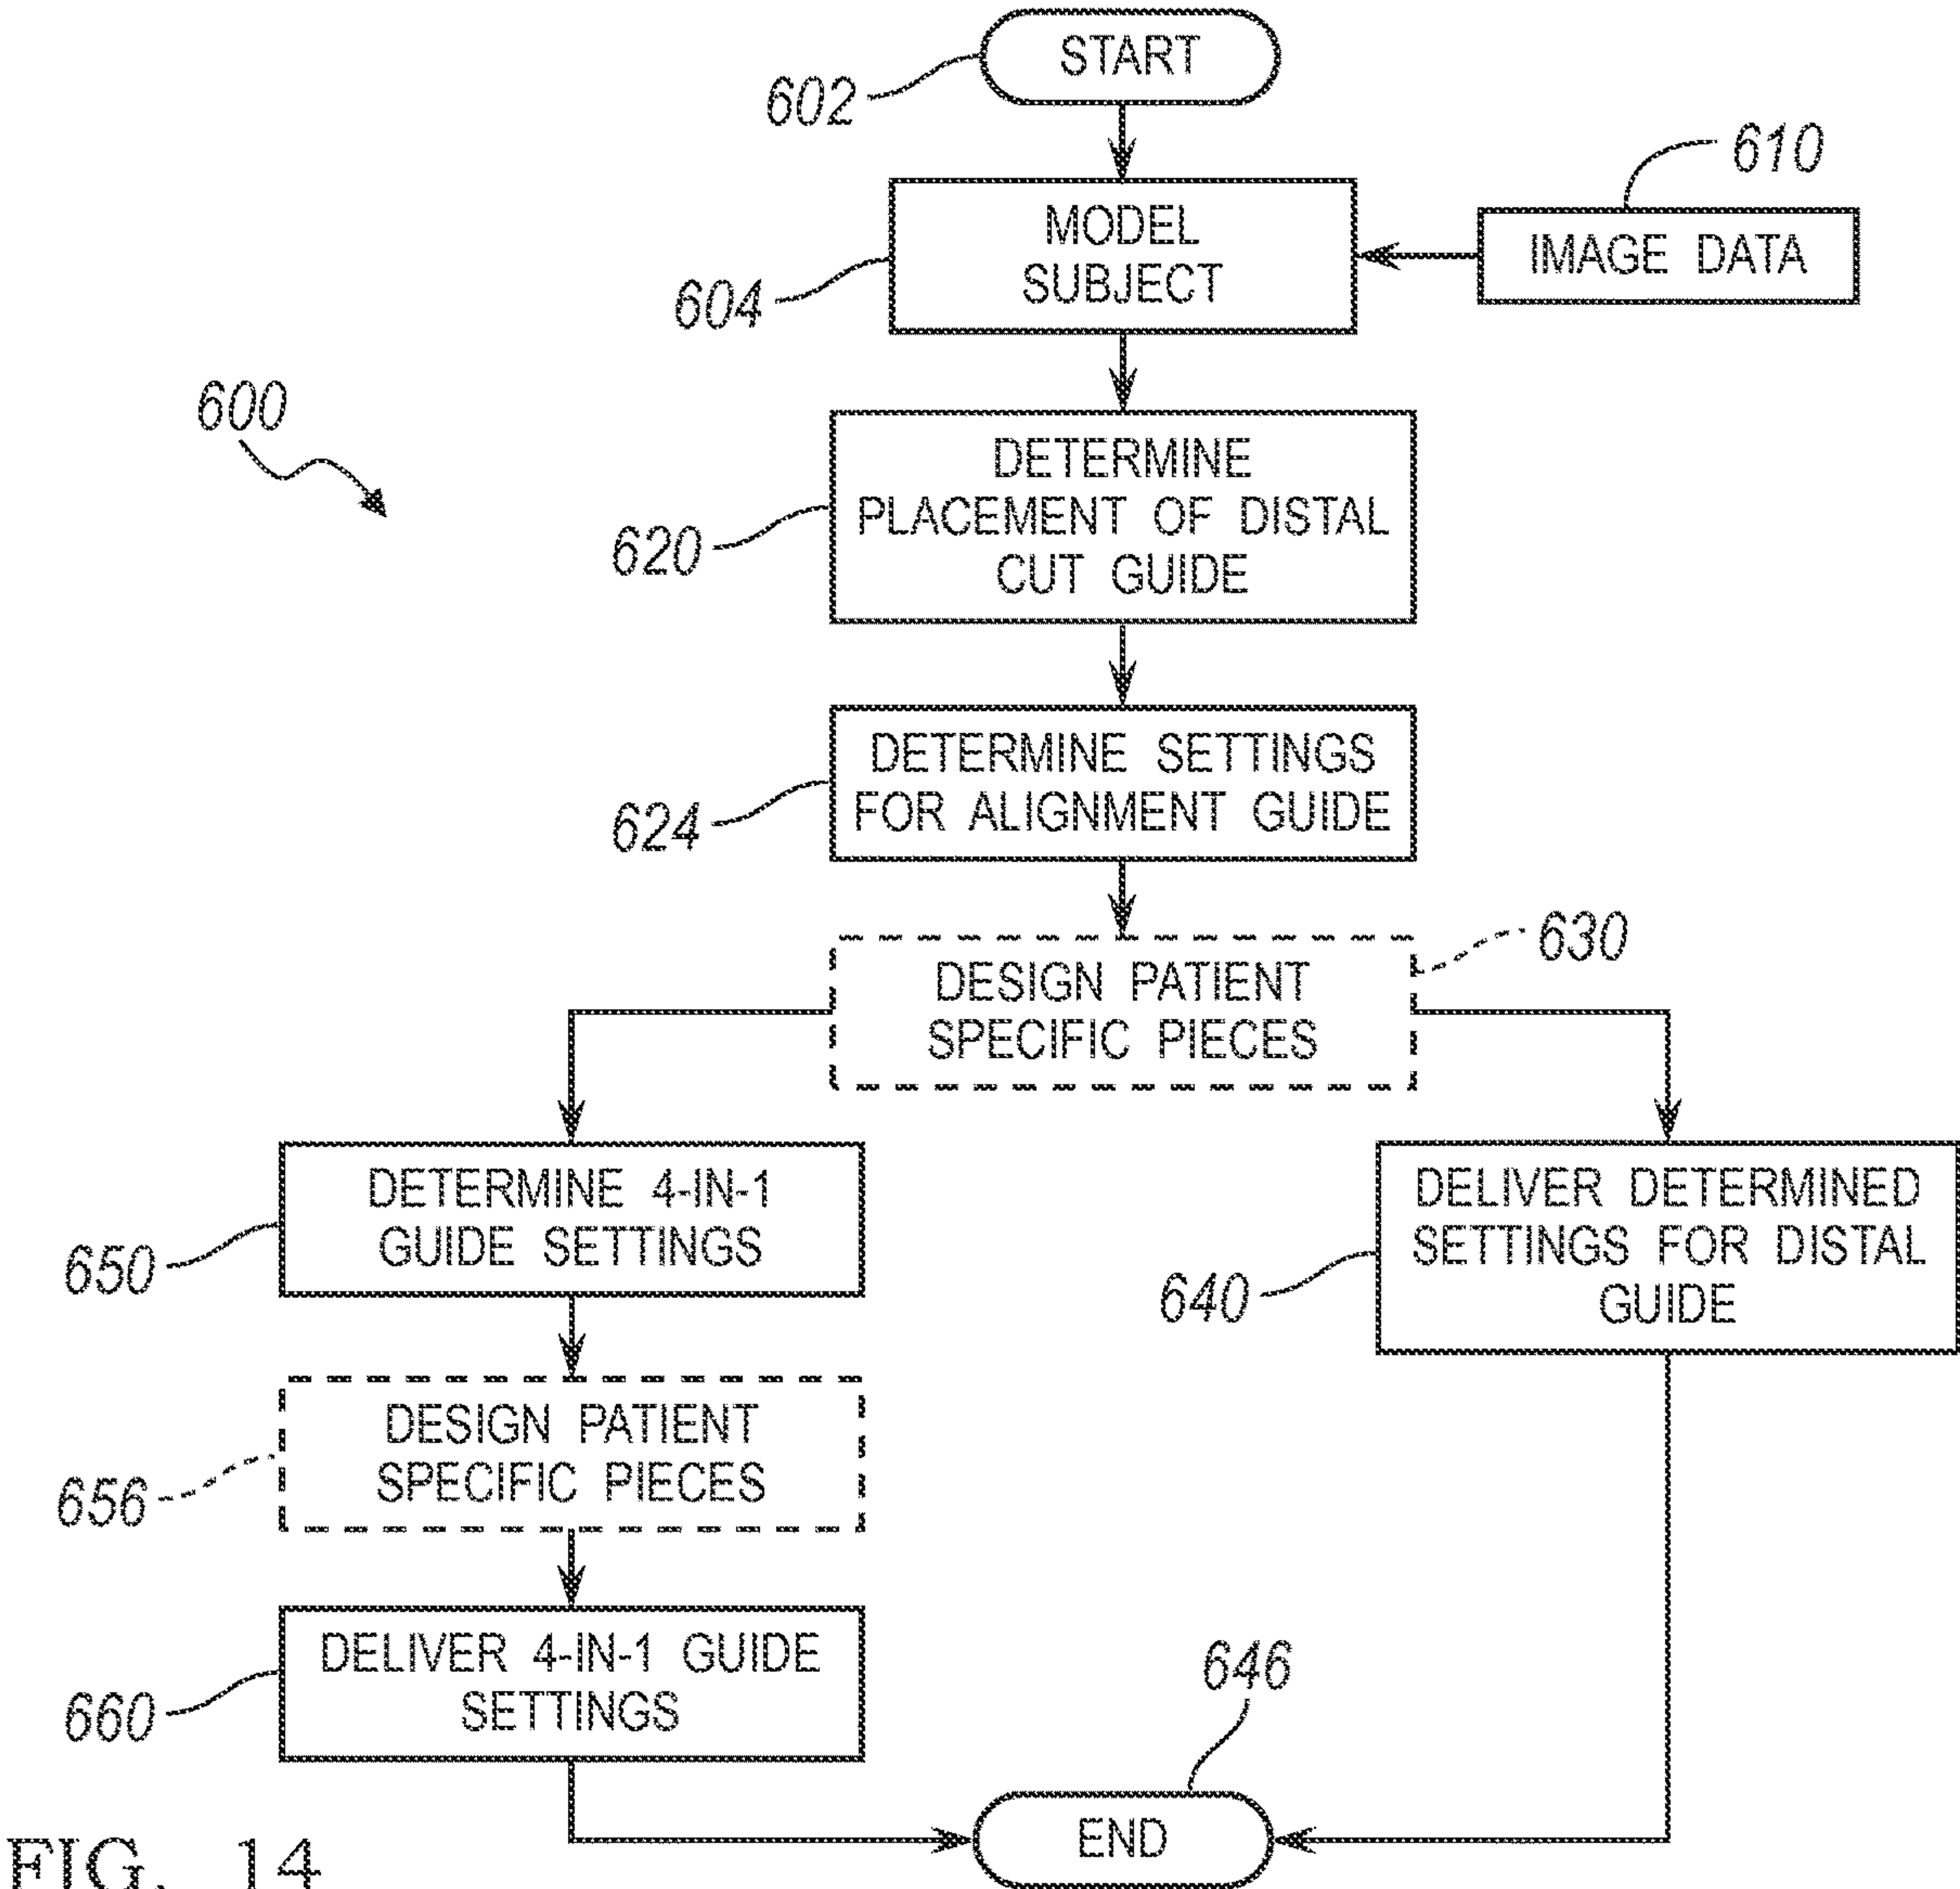 START
602
610
MODEL
SUBJECT
IMAGE DATA
604
600
DETERMINE
PLACEMENT OF DISTAL
CUT GUIDE
620
DETERMINE SETTINGS
FOR ALIGNMENT GUIDE
624
630
DESIGN PATIENT
SPECIFIC PIECES
DETERMINE 4-IN-1
GUIDE SETTINGS
650
DELIVER DETERMINED
SETTINGS FOR DISTAL
GUIDE
640
DESIGN PATIENT
SPECIFIC PIECES
656
DELIVER 4-IN-1 GUIDE
SETTINGS
660
646
END
FIG. 14